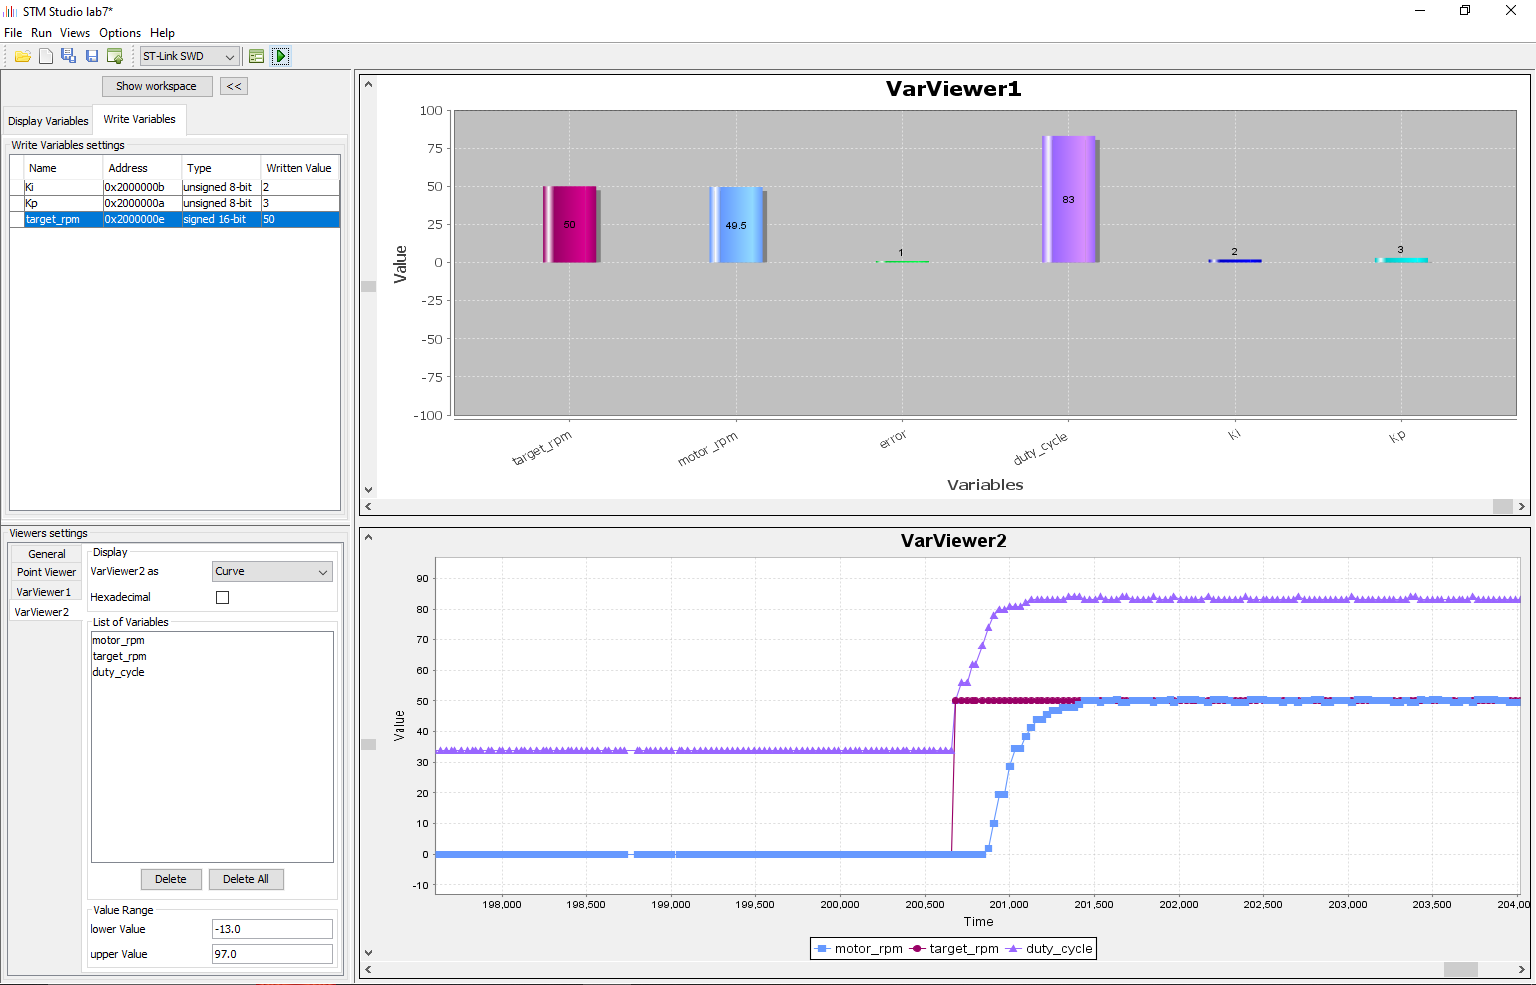 STM Studio lab7*
File Run Views Options Help
ST-Link SWD
Show workspace <<
Display Variables Write Variables
Write Variables settings
Name Address Type Written Value
Ki 0x2000000b unsigned 8-bit 2
Kp 0x2000000a unsigned 8-bit 3
target_rpm 0x2000000e signed 16-bit 50
Viewers settings
General
Point Viewer
VarViewer1
VarViewer2
Display
VarViewer2 as Curve
Hexadecimal
List of Variables
motor_rpm
target_rpm
duty_cycle
Delete Delete All
Value Range
lower Value -13.0
upper Value 97.0
VarViewer1
100
75
50
25
0
-25
-50
-75
-100
Value
50 49.5 1 83 2 3
target_rpm motor_rpm error duty_cycle Ki Kp
Variables
VarViewer2
90
80
70
60
50
40
30
20
10
0
-10
Value
198,000 198,500 199,000 199,500 200,000 200,500 201,000 201,500 202,000 202,500 203,000 203,500 204,0
Time
motor_rpm target_rpm duty_cycle